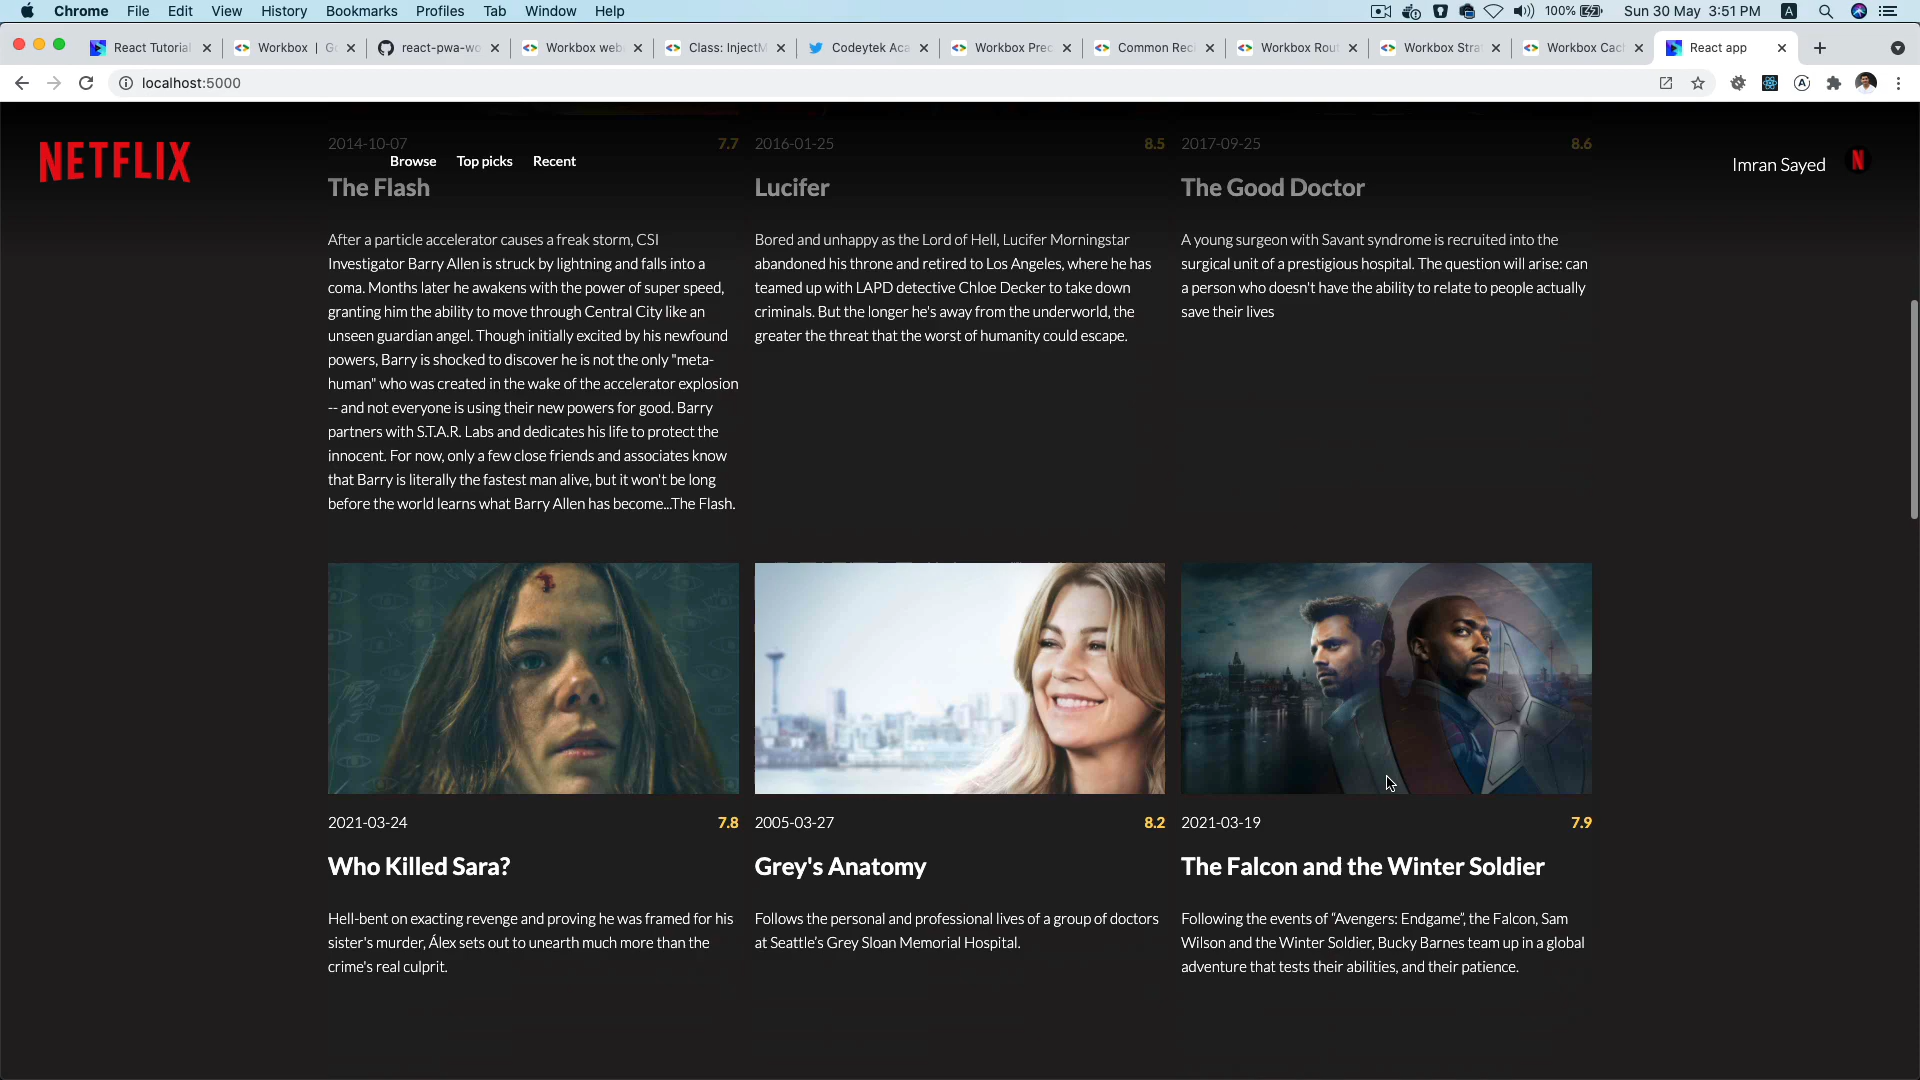 Chrome File Edit View History Bookmarks Profiles Tab Window Help 100% Sun 30 May 3:51 PM A
React Tutorial Workbox | Go react-pwa-wo Workbox web Class: InjectM Codeytek Aca Workbox Prec Common Reci Workbox Rout Workbox Strat Workbox Cach React app
localhost:5000
NETFLIX
Browse Top picks Recent
Imran Sayed N
2014-10-07 7.7
The Flash
After a particle accelerator causes a freak storm, CSI
Investigator Barry Allen is struck by lightning and falls into a
coma. Months later he awakens with the power of super speed,
granting him the ability to move through Central City like an
unseen guardian angel. Though initially excited by his newfound
powers, Barry is shocked to discover he is not the only "meta-
human" who was created in the wake of the accelerator explosion
-- and not everyone is using their new powers for good. Barry
partners with S.T.A.R. Labs and dedicates his life to protect the
innocent. For now, only a few close friends and associates know
that Barry is literally the fastest man alive, but it won't be long
before the world learns what Barry Allen has become...The Flash.
2016-01-25 8.5
Lucifer
Bored and unhappy as the Lord of Hell, Lucifer Morningstar
abandoned his throne and retired to Los Angeles, where he has
teamed up with LAPD detective Chloe Decker to take down
criminals. But the longer he's away from the underworld, the
greater the threat that the worst of humanity could escape.
2017-09-25 8.6
The Good Doctor
A young surgeon with Savant syndrome is recruited into the
surgical unit of a prestigious hospital. The question will arise: can
a person who doesn't have the ability to relate to people actually
save their lives
2021-03-24 7.8
Who Killed Sara?
Hell-bent on exacting revenge and proving he was framed for his
sister's murder, Álex sets out to unearth much more than the
crime's real culprit.
2005-03-27 8.2
Grey's Anatomy
Follows the personal and professional lives of a group of doctors
at Seattle’s Grey Sloan Memorial Hospital.
2021-03-19 7.9
The Falcon and the Winter Soldier
Following the events of “Avengers: Endgame”, the Falcon, Sam
Wilson and the Winter Soldier, Bucky Barnes team up in a global
adventure that tests their abilities, and their patience.